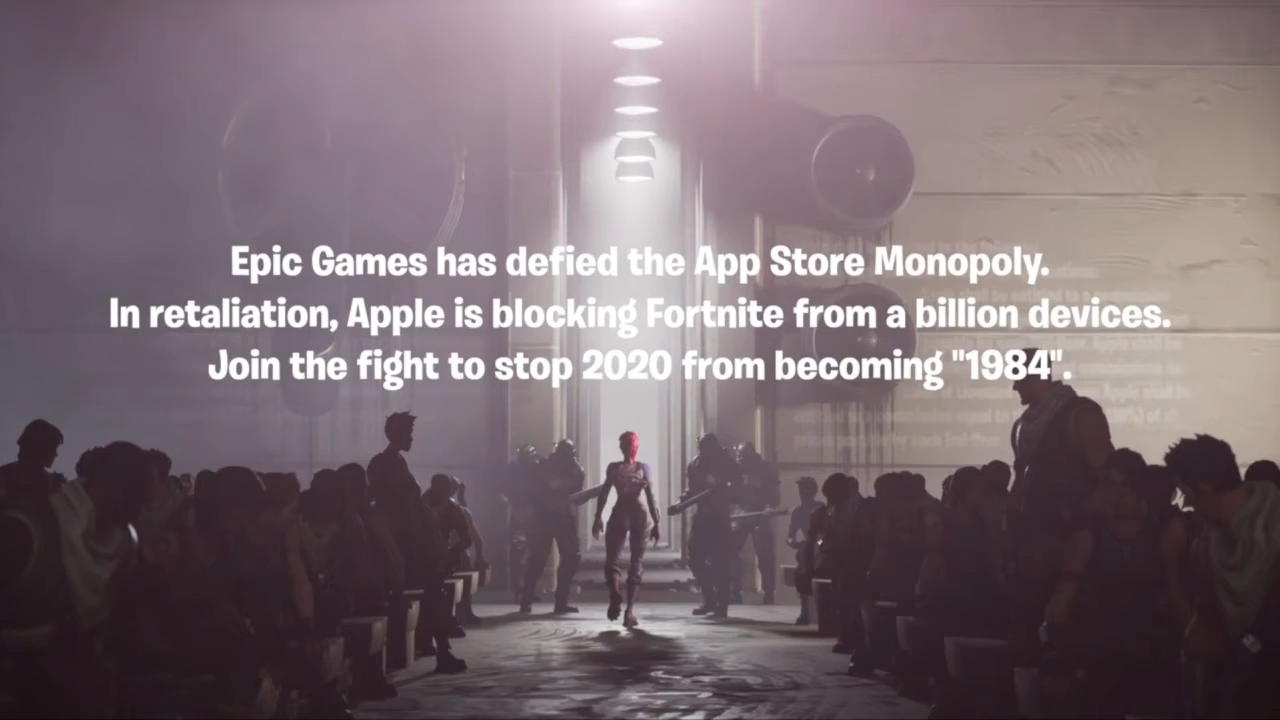 Epic Games has defied the App Store Monopoly.
In retaliation, Apple is blocking Fortnite from a billion devices.
Join the fight to stop 2020 from becoming "1984".